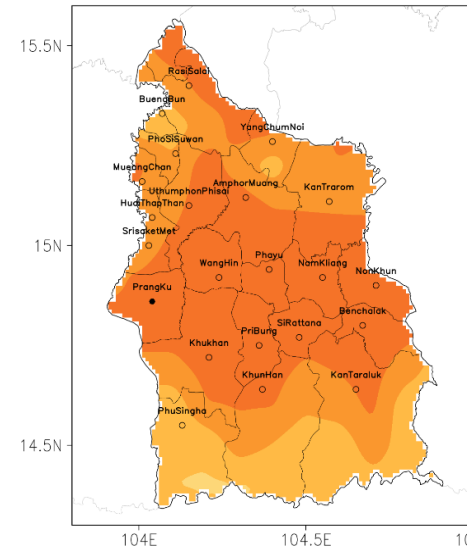 15.5N
RasiSalai
BuengBun
YangChumNoi
PhoSiSuwan
MueangChan
UthumphonPhisai
AmphorMuang
KanTrarom
HuaiThapThan
SrisaketMet
15N
WangHin
Phayu
NamKliang
NonKhun
PrangKu
Benchalak
PriBung
SiRattana
Khukhan
KhunHan
KanTaraluk
PhuSingha
14.5N
104E
104.5E